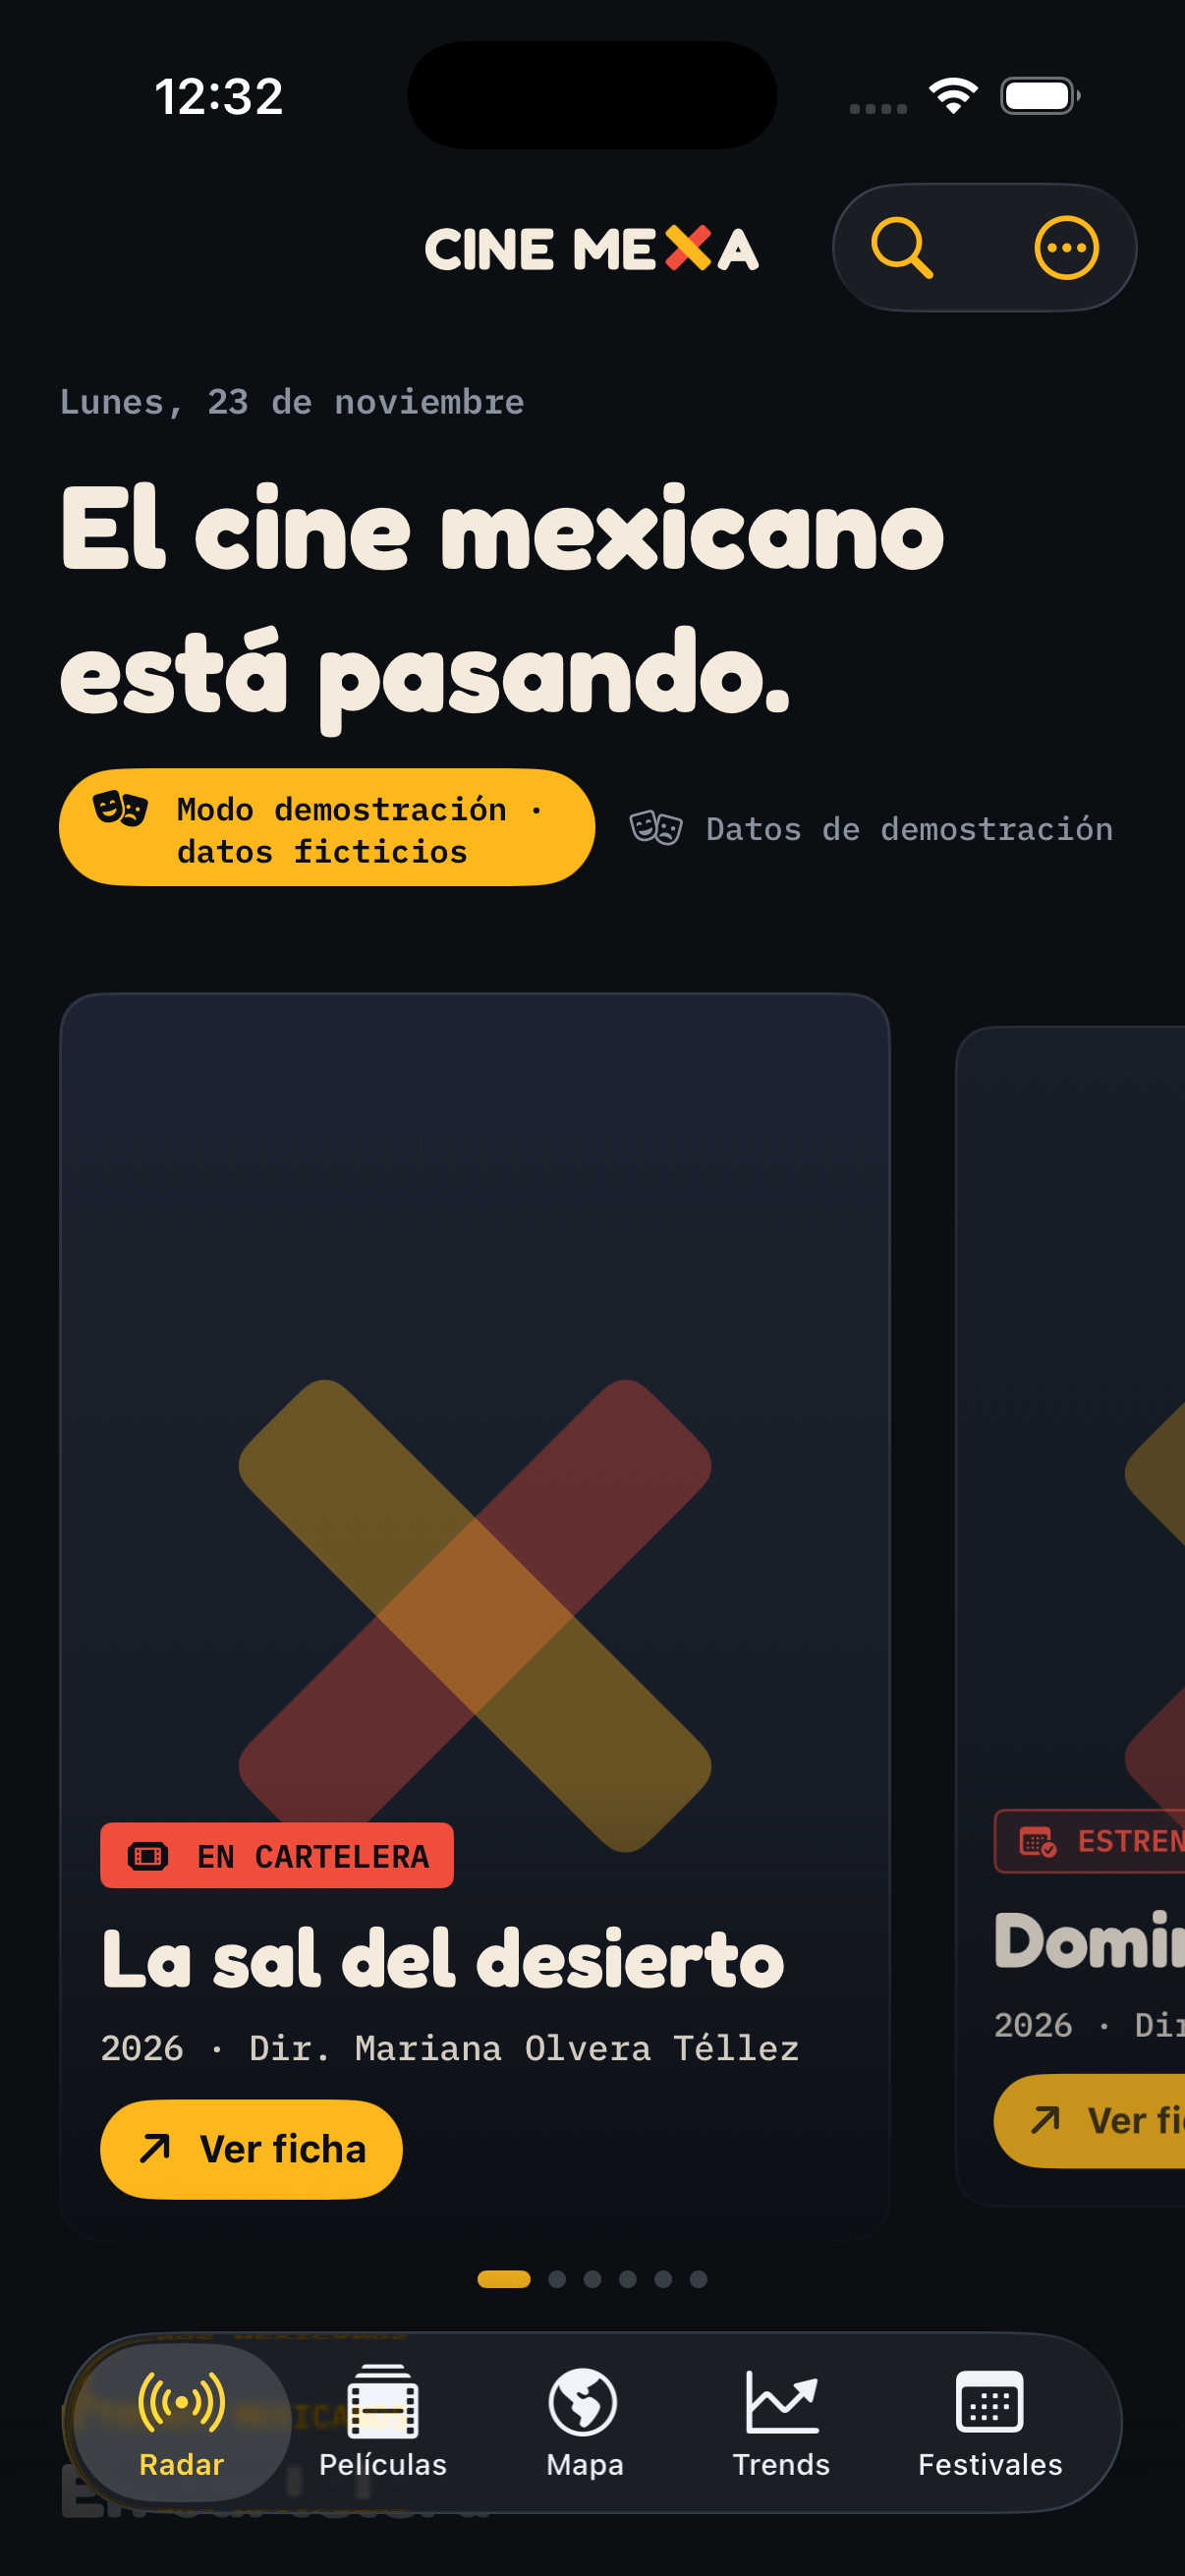 12:32
CINE MEXA
Lunes, 23 de noviembre
El cine mexicano
está pasando.
Modo demostración ·
datos ficticios
Datos de demostración
EN CARTELERA
La sal del desierto
2026 · Dir. Mariana Olvera Téllez
Ver ficha
2026 ·
Ver
Radar
Películas
Mapa
Trends
Festivales